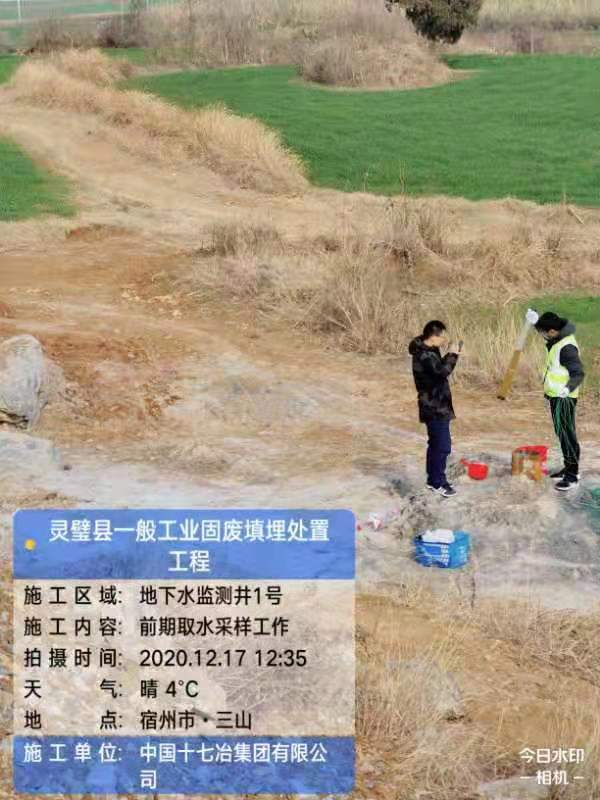 灵璧县一般工业固废填埋处置
工程
施工区域: 地下水监测井1号
施工内容: 前期取水采样工作
拍摄时间: 2020.12.17 12:35
天 气: 晴 4℃
地 点: 宿州市·三山
施工单位: 中国十七冶集团有限公
司
今日水印
－相机－